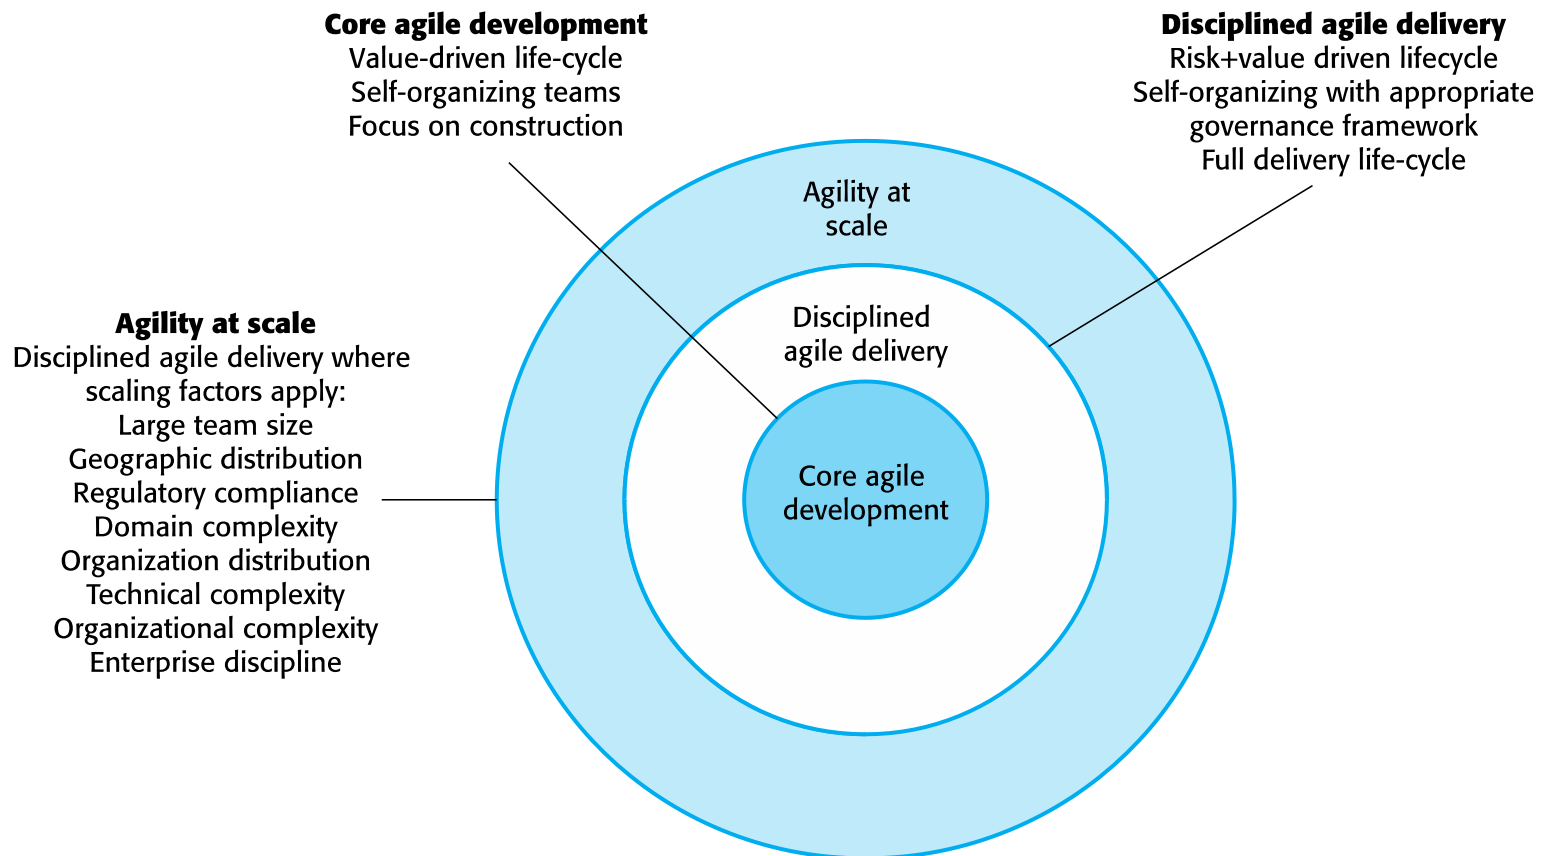 Core agile development
Value-driven life-cycle
Self-organizing teams
Focus on construction
Disciplined agile delivery
Risk+value driven lifecycle
Self-organizing with appropriate
governance framework
Full delivery life-cycle
Agility at scale
Disciplined agile delivery where
scaling factors apply:
Large team size
Geographic distribution
Regulatory compliance
Domain complexity
Organization distribution
Technical complexity
Organizational complexity
Enterprise discipline
Agility at
scale
Disciplined
agile delivery
Core agile
development